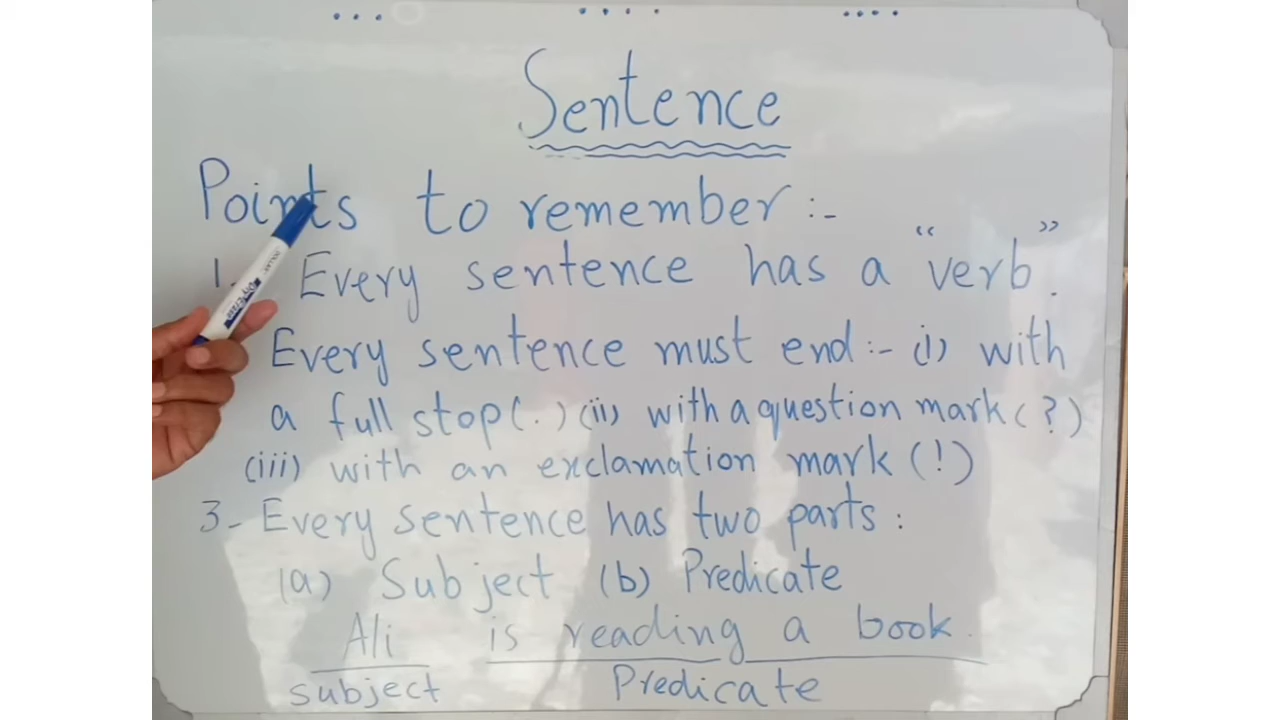 Sentence
Points to remember :-
1. Every sentence has a “verb”.
Every sentence must end :- (i) with
a full stop (.) (ii) with a question mark (?)
(iii) with an exclamation mark (!)
3- Every sentence has two parts :
(a) Subject (b) Predicate
Ali is reading a book.
subject Predicate